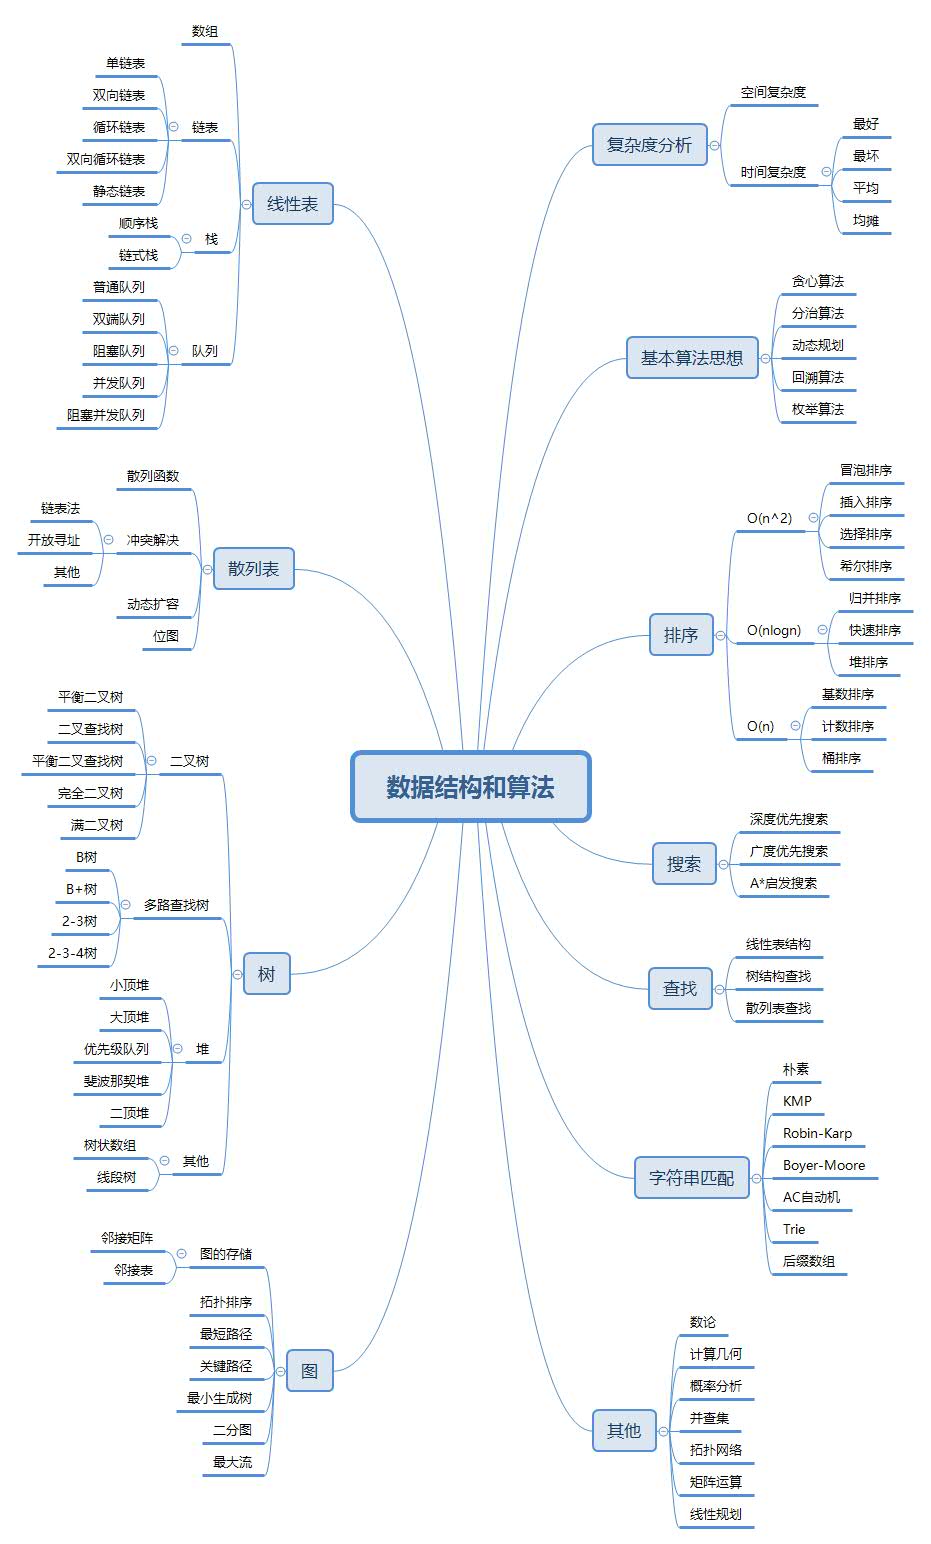 数据结构和算法
线性表
数组
链表
单链表
双向链表
循环链表
双向循环链表
静态链表
栈
顺序栈
链式栈
队列
普通队列
双端队列
阻塞队列
并发队列
阻塞并发队列
散列表
散列函数
冲突解决
链表法
开放寻址
其他
动态扩容
位图
树
二叉树
平衡二叉树
二叉查找树
平衡二叉查找树
完全二叉树
满二叉树
多路查找树
B树
B+树
2-3树
2-3-4树
堆
小顶堆
大顶堆
优先级队列
斐波那契堆
二顶堆
其他
树状数组
线段树
图
图的存储
邻接矩阵
邻接表
拓扑排序
最短路径
关键路径
最小生成树
二分图
最大流
复杂度分析
空间复杂度
时间复杂度
最好
最坏
平均
均摊
基本算法思想
贪心算法
分治算法
动态规划
回溯算法
枚举算法
排序
O(n^2)
冒泡排序
插入排序
选择排序
希尔排序
O(nlogn)
归并排序
快速排序
堆排序
O(n)
基数排序
计数排序
桶排序
搜索
深度优先搜索
广度优先搜索
A*启发搜索
查找
线性表结构
树结构查找
散列表查找
字符串匹配
朴素
KMP
Robin-Karp
Boyer-Moore
AC自动机
Trie
后缀数组
其他
数论
计算几何
概率分析
并查集
拓扑网络
矩阵运算
线性规划